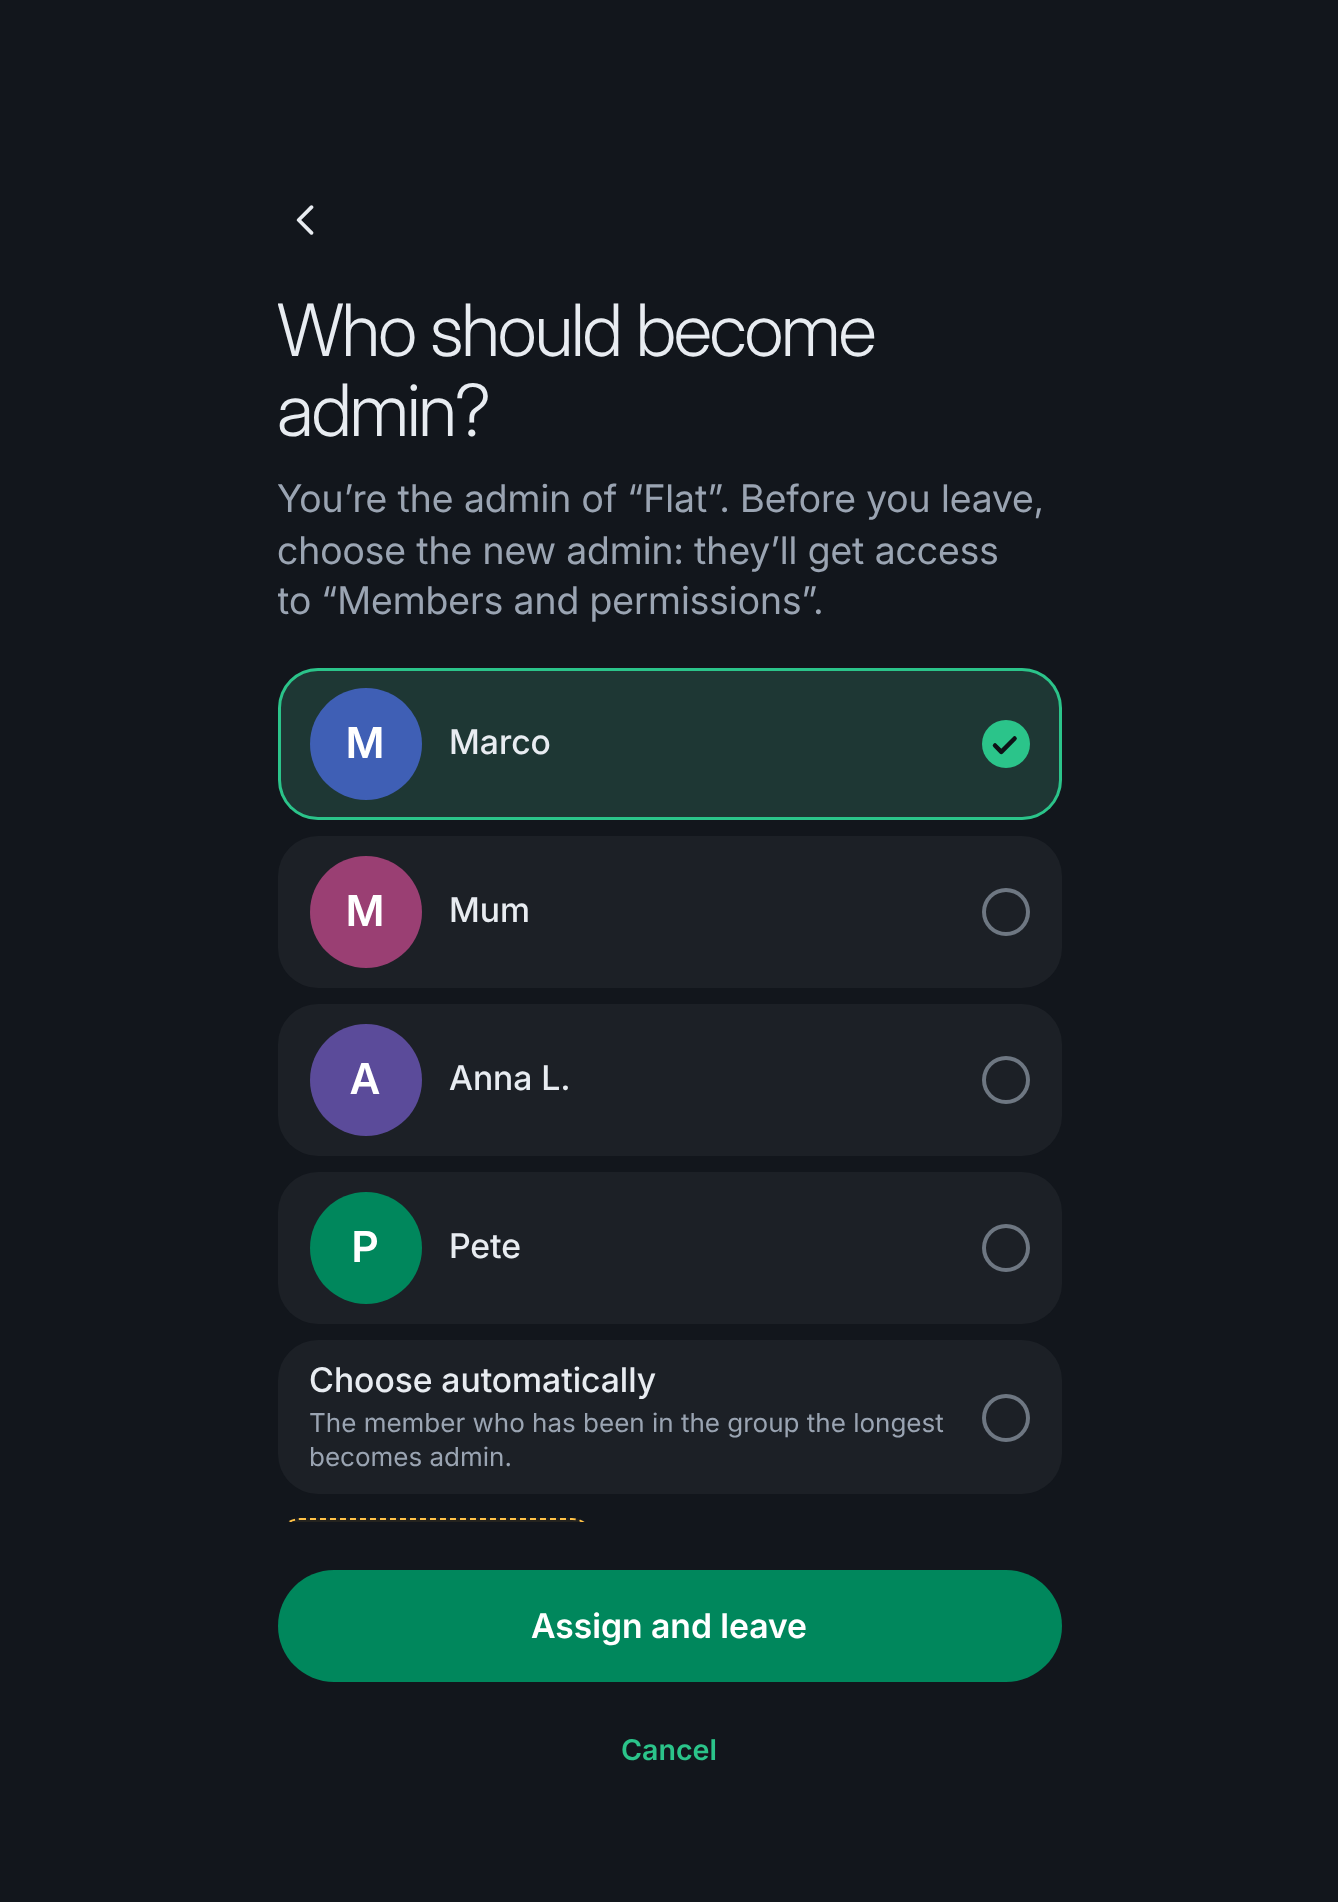 Who should become
admin?
You’re the admin of “Flat”. Before you leave,
choose the new admin: they’ll get access
to “Members and permissions”.
M Marco
M Mum
A Anna L.
P Pete
Choose automatically
The member who has been in the group the longest
becomes admin.
Assign and leave
Cancel